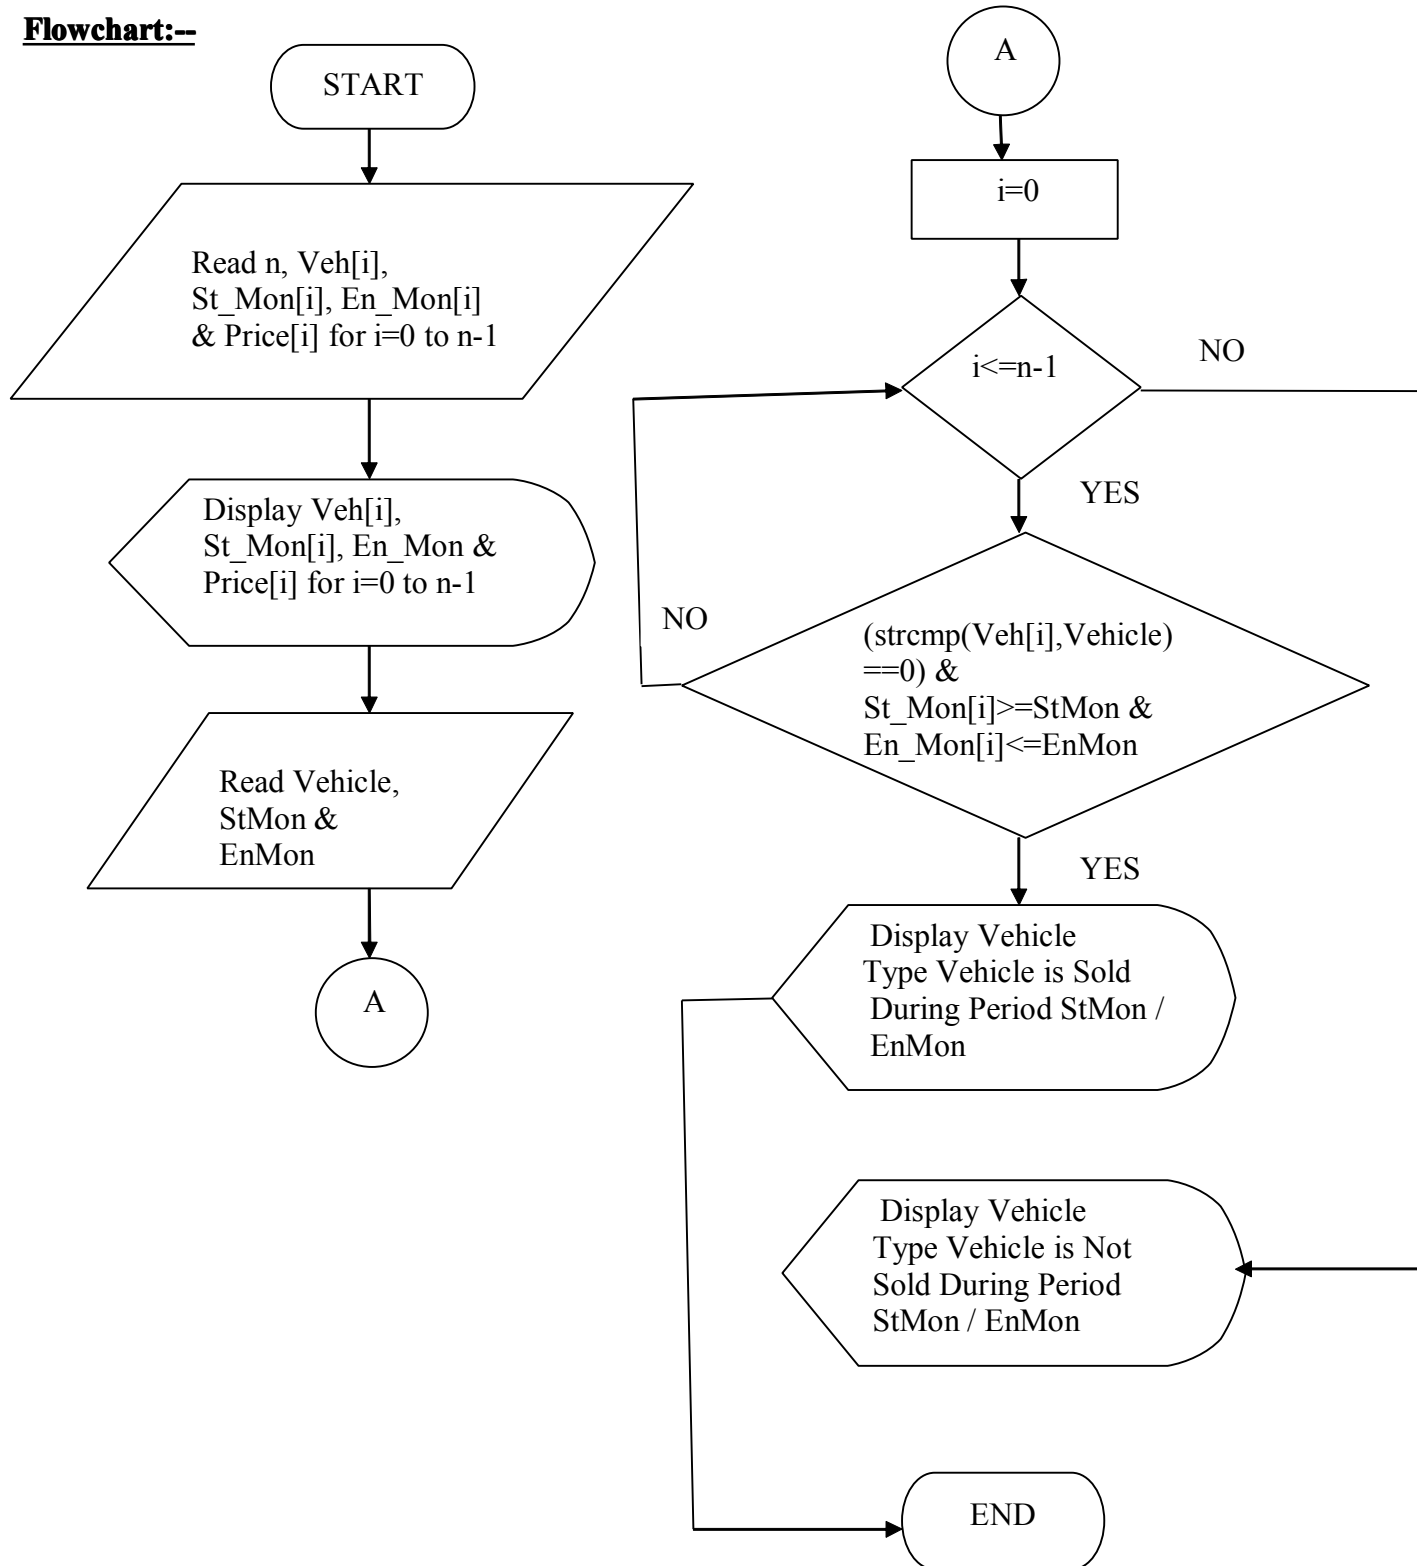 Flowchart:--
START
Read n, Veh[i],
St_Mon[i], En_Mon[i]
& Price[i] for i=0 to n-1
Display Veh[i],
St_Mon[i], En_Mon &
Price[i] for i=0 to n-1
Read Vehicle,
StMon &
EnMon
A
A
i=0
i<=n-1
NO
YES
NO
(strcmp(Veh[i],Vehicle)
==0) &
St_Mon[i]>=StMon &
En_Mon[i]<=EnMon
YES
Display Vehicle
Type Vehicle is Sold
During Period StMon /
EnMon
Display Vehicle
Type Vehicle is Not
Sold During Period
StMon / EnMon
END